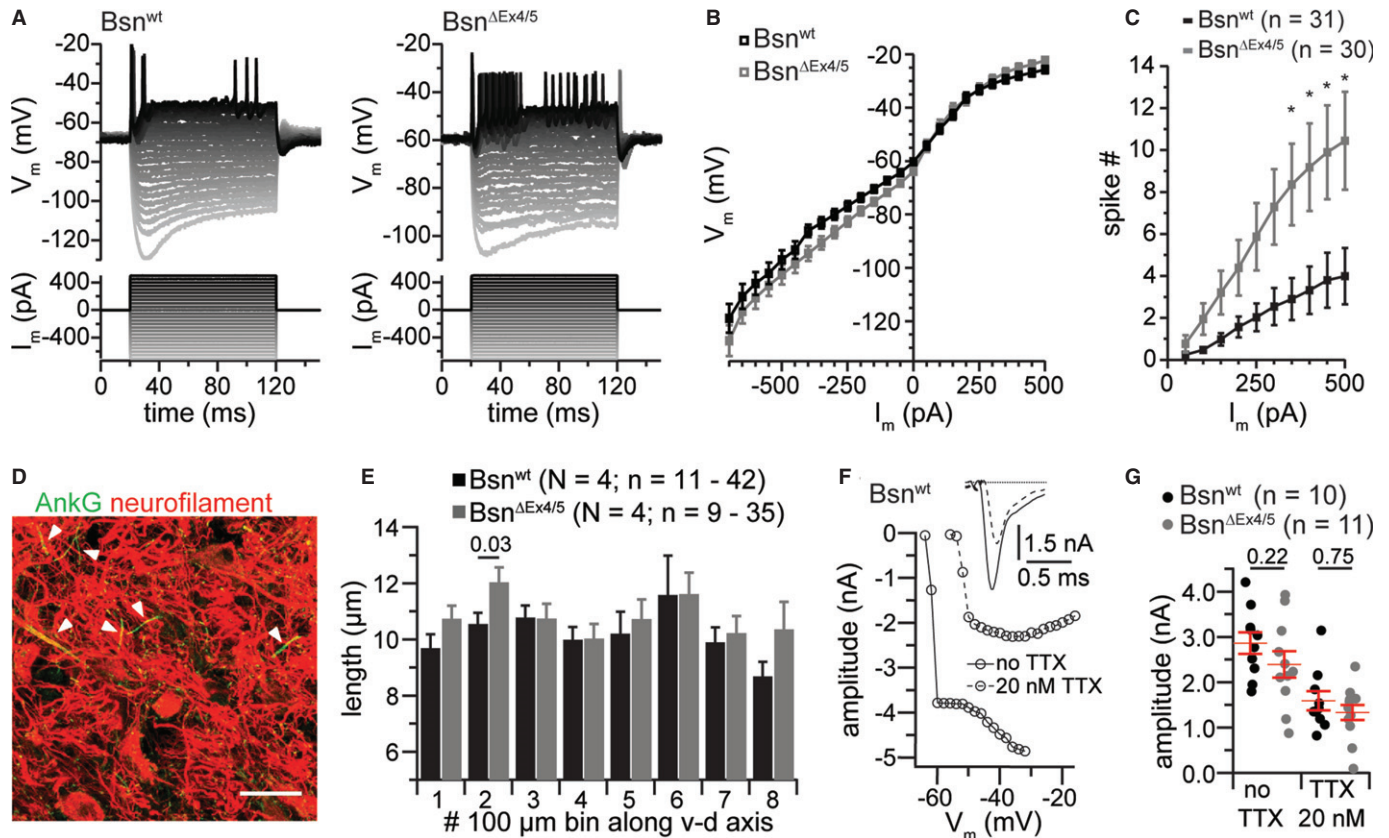 A
Bsn^wt
Bsn^ΔEx4/5
-20
-40
-60
-80
-100
-120
V_m (mV)
400
0
-400
I_m (pA)
0 40 80 120
time (ms)
-20
-40
-60
-80
-100
V_m (mV)
400
0
-400
I_m (pA)
0 40 80 120
time (ms)
B
Bsn^wt
Bsn^ΔEx4/5
-20
-40
-60
-80
-100
-120
V_m (mV)
-500 -250 0 250 500
I_m (pA)
C
Bsn^wt (n = 31)
Bsn^ΔEx4/5 (n = 30)
14
12
10
8
6
4
2
0
spike #
* * * *
0 250 500
I_m (pA)
D
AnkG neurofilament
E
Bsn^wt (N = 4; n = 11 - 42)
Bsn^ΔEx4/5 (N = 4; n = 9 - 35)
0.03
14
12
10
8
6
length (µm)
1 2 3 4 5 6 7 8
# 100 µm bin along v-d axis
F
Bsn^wt
1.5 nA
0.5 ms
0
-1
-2
-3
-4
-5
amplitude (nA)
no TTX
20 nM TTX
-60 -40 -20
V_m (mV)
G
Bsn^wt (n = 10)
Bsn^ΔEx4/5 (n = 11)
0.22 0.75
5.0
4.0
3.0
2.0
1.0
0.0
amplitude (nA)
no TTX
TTX 20 nM